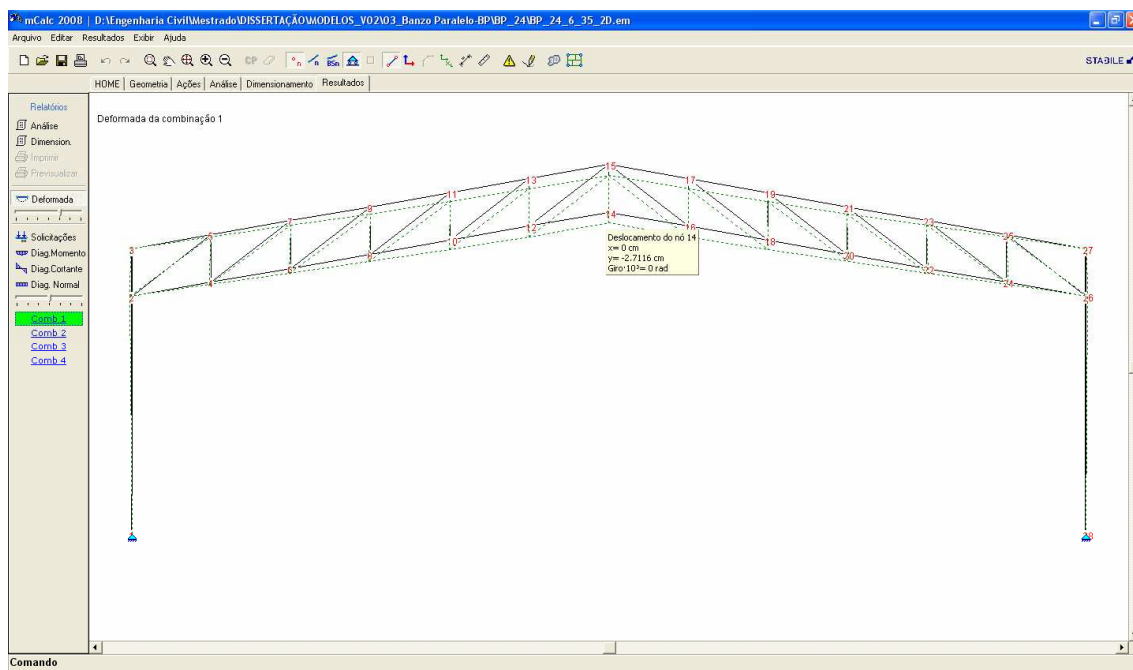 mCalc 2008 | D:\Engenharia Civil\Mestrado\DISSERTAÇÃO\MODELOS_V02\03_Banzo Paralelo-BP\BP_24\BP_24_6_35_2D.em
Arquivo Editar Resultados Exibir Ajuda
CP BSn STABILE
HOME Geometria Ações Análise Dimensionamento Resultados
Relatórios
Análise
Dimension.
Imprimir
Previsualizar
Deformada
Solicitações
Diag.Momento
Diag.Cortante
Diag. Normal
Comb 1
Comb 2
Comb 3
Comb 4
Deformada da combinação 1
15
13 17
11 19
9 21
7 23
5 25
3 27
14
12
18
6 22
4 24
2 26
Deslocamento do nó 14
x= 0 cm
y= -2.7116 cm
Giro·10³= 0 rad
Comando